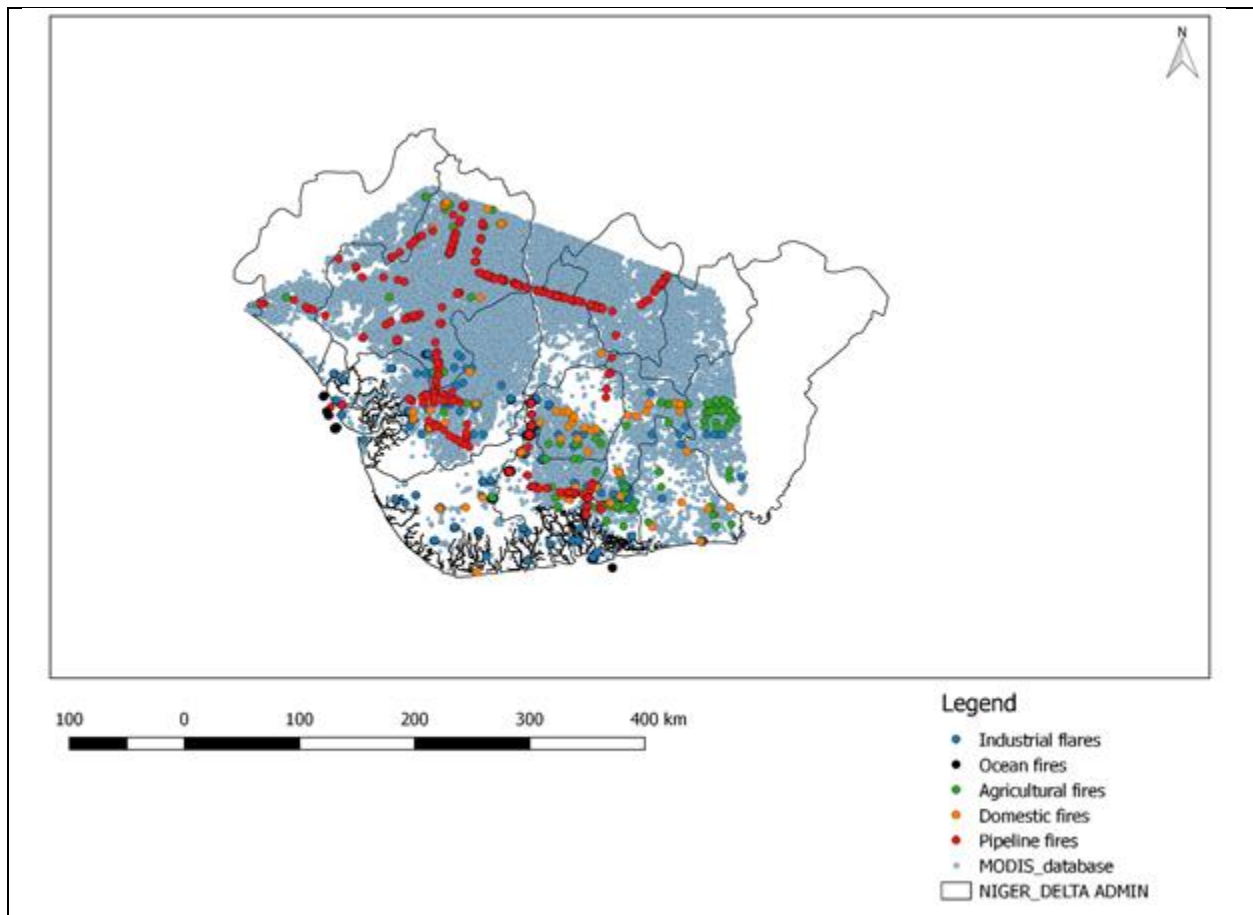 N
100 0 100 200 300 400 km
Legend
Industrial flares
Ocean fires
Agricultural fires
Domestic fires
Pipeline fires
MODIS_database
NIGER_DELTA ADMIN